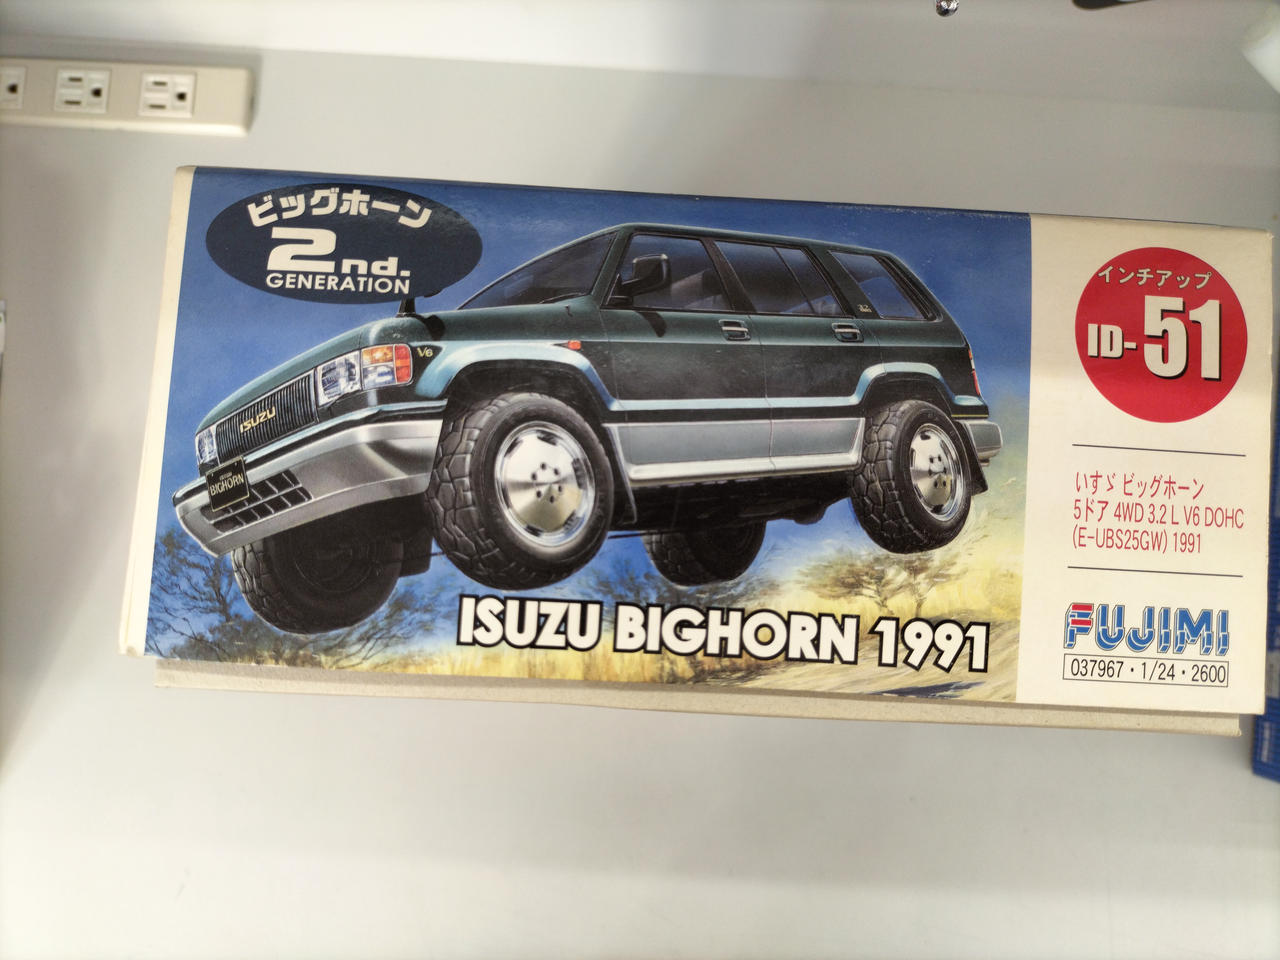 ビッグホーン
2nd.
GENERATION
V6
ISUZU
BIGHORN
ISUZU BIGHORN 1991
インチアップ
ID-51
いすゞ ビッグホーン
5ドア 4WD 3.2 L V6 DOHC
(E-UBS25GW) 1991
FUJIMI
037967・1/24・2600